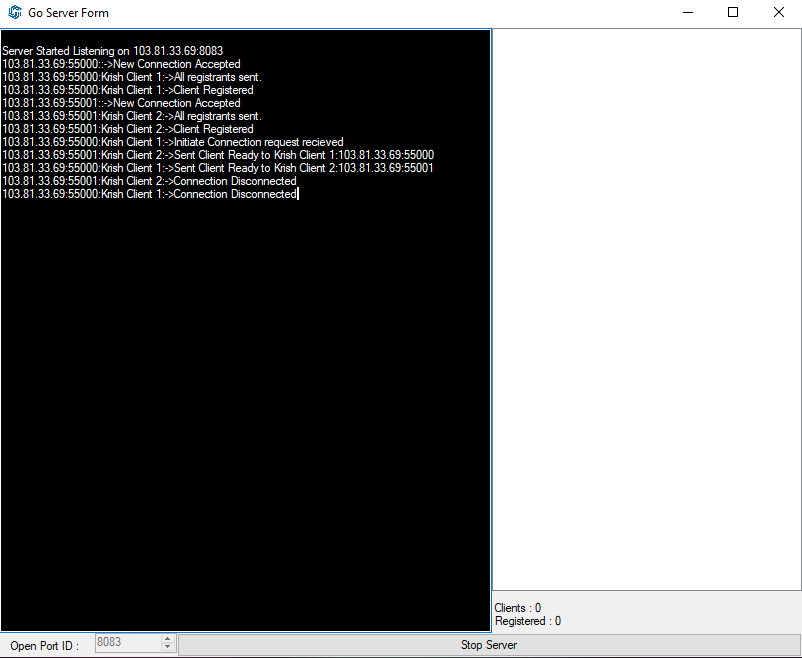 Go Server Form
Server Started Listening on 103.81.33.69:8083
103.81.33.69:55000::->New Connection Accepted
103.81.33.69:55000:Krish Client 1:->All registrants sent.
103.81.33.69:55000:Krish Client 1:->Client Registered
103.81.33.69:55001::->New Connection Accepted
103.81.33.69:55001:Krish Client 2:->All registrants sent.
103.81.33.69:55001:Krish Client 2:->Client Registered
103.81.33.69:55000:Krish Client 1:->Initiate Connection request recieved
103.81.33.69:55001:Krish Client 2:->Sent Client Ready to Krish Client 1:103.81.33.69:55000
103.81.33.69:55000:Krish Client 1:->Sent Client Ready to Krish Client 2:103.81.33.69:55001
103.81.33.69:55001:Krish Client 2:->Connection Disconnected
103.81.33.69:55000:Krish Client 1:->Connection Disconnected
Clients : 0
Registered : 0
Open Port ID : 8083 Stop Server